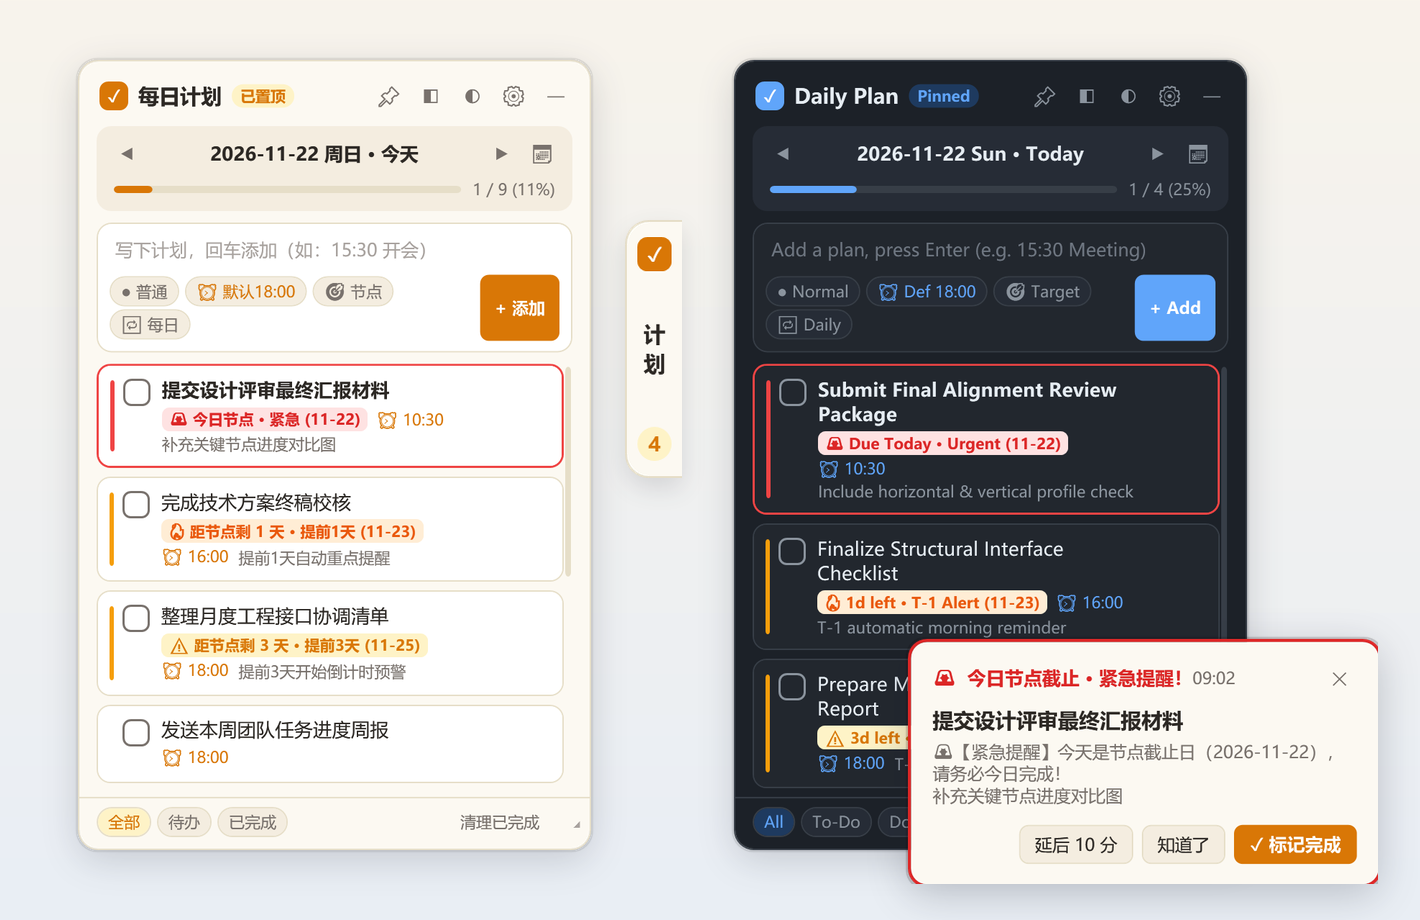 每日计划 已置顶
2026-11-22 周日 • 今天
1 / 9 (11%)
写下计划，回车添加（如：15:30 开会）
普通 默认18:00 节点
每日
+ 添加
提交设计评审最终汇报材料
今日节点 • 紧急 (11-22) 10:30
补充关键节点进度对比图
完成技术方案终稿校核
距节点剩 1 天 • 提前1天 (11-23)
16:00 提前1天自动重点提醒
整理月度工程接口协调清单
距节点剩 3 天 • 提前3天 (11-25)
18:00 提前3天开始倒计时预警
发送本周团队任务进度周报
18:00
全部 待办 已完成 清理已完成
计
划
4
Daily Plan Pinned
2026-11-22 Sun • Today
1 / 4 (25%)
Add a plan, press Enter (e.g. 15:30 Meeting)
Normal Def 18:00 Target
Daily
+ Add
Submit Final Alignment Review
Package
Due Today • Urgent (11-22)
10:30
Include horizontal & vertical profile check
Finalize Structural Interface
Checklist
1d left • T-1 Alert (11-23) 16:00
T-1 automatic morning reminder
Prepare
Report
3d left •
18:00 T-
All To-Do
今日节点截止 • 紧急提醒！ 09:02
提交设计评审最终汇报材料
【紧急提醒】今天是节点截止日（2026-11-22），
请务必今日完成！
补充关键节点进度对比图
延后 10 分 知道了 ✓ 标记完成